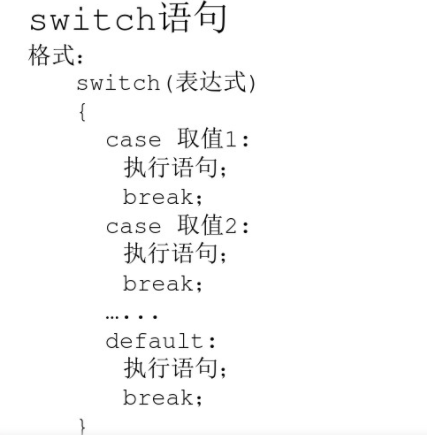 switch语句
格式:
switch(表达式)
{
case 取值1:
执行语句;
break;
case 取值2:
执行语句;
break;
…...
default:
执行语句;
break;
}